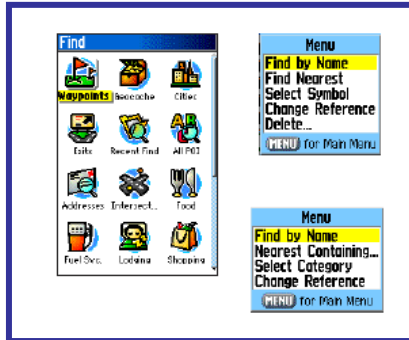 Find
Waypoints Geocache Cities
Exits Recent Find All POI
Addresses Intersect... Food
Fuel Svc. Lodging Shopping
Menu
Find by Name
Find Nearest
Select Symbol
Change Reference
Delete...
MENU for Main Menu
Menu
Find by Name
Nearest Containing...
Select Category
Change Reference
MENU for Main Menu